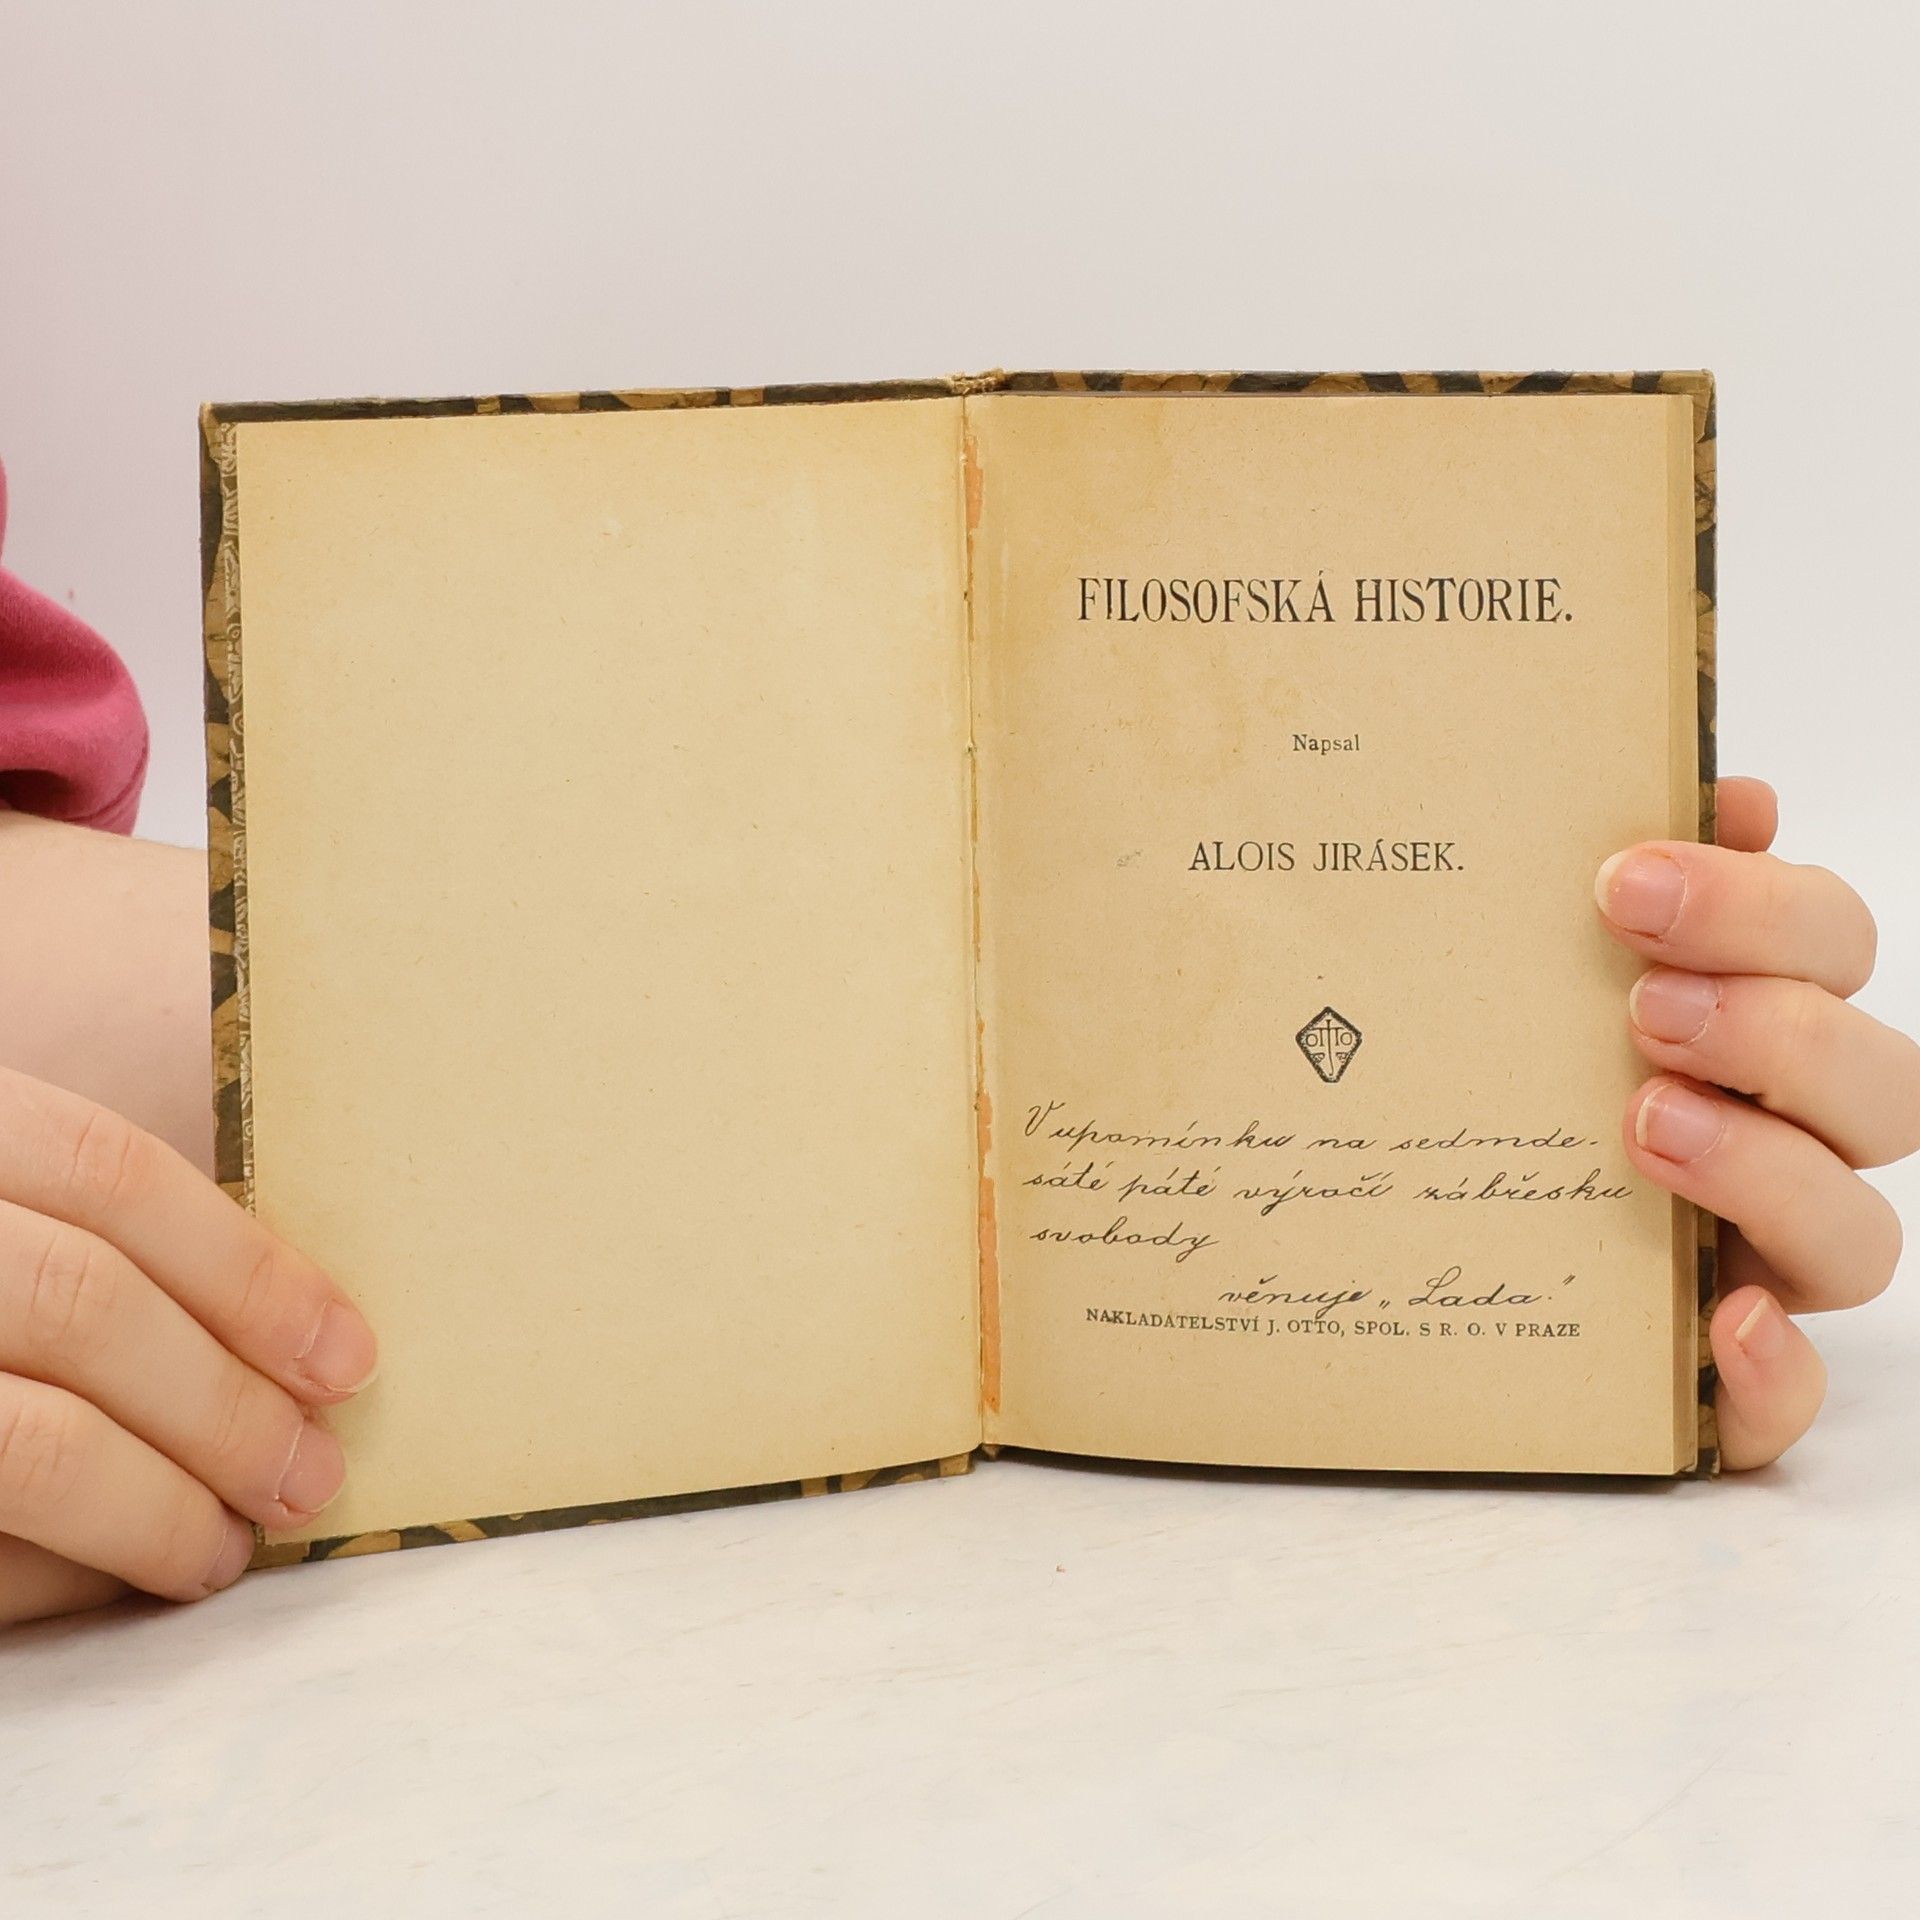 FILOSOFSKÁ HISTORIE.
Napsal
ALOIS JIRÁSEK.
OTTO
V upomínku na sedmde-
sáté páté výročí zábřesku
svobody
věnuje „Lada."
NAKLADATELSTVÍ J. OTTO, SPOL. S R. O. V PRAZE